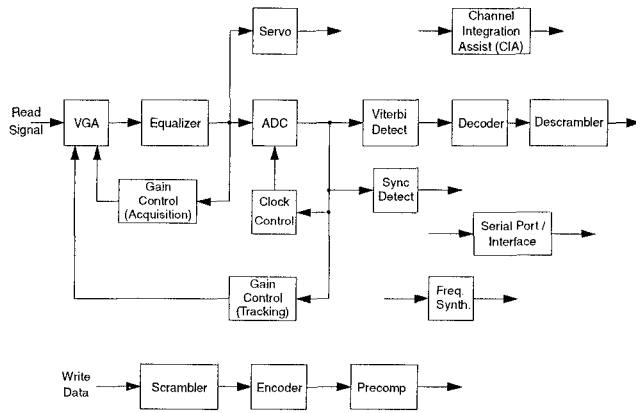 Servo
Channel
Integration
Assist (CIA)
Read
Signal
VGA
Equalizer
ADC
Viterbi
Detect
Decoder
Descrambler
Gain
Control
(Acquisition)
Clock
Control
Sync
Detect
Serial Port /
Interface
Gain
Control
(Tracking)
Freq.
Synth.
Write
Data
Scrambler
Encoder
Precomp